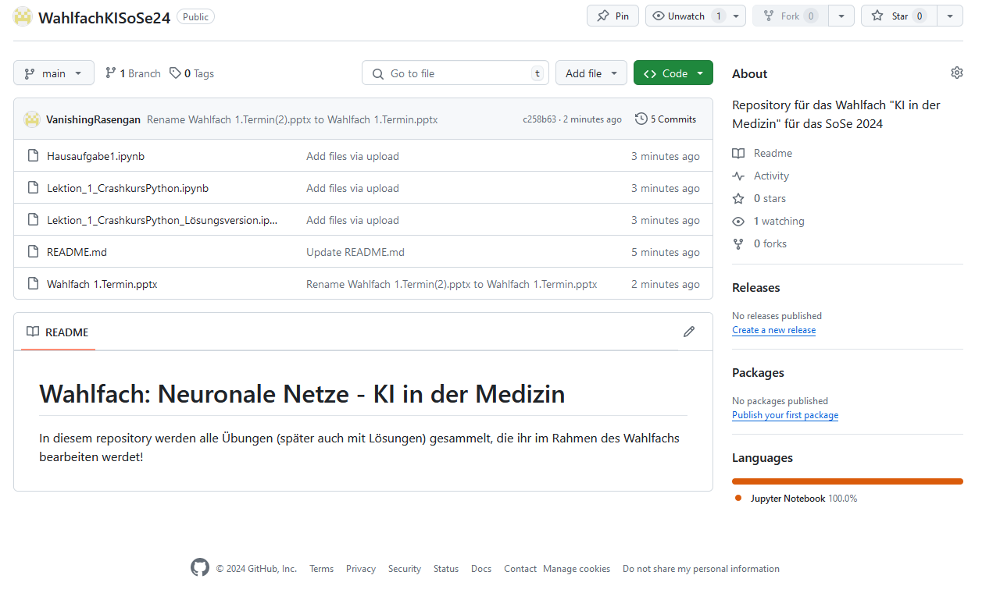 WahlfachKISoSe24 Public Pin Unwatch 1 Fork 0 Star 0
main 1 Branch 0 Tags Go to file t Add file Code
VanishingRasengan Rename Wahlfach 1.Termin(2).pptx to Wahlfach 1.Termin.pptx c258b63 · 2 minutes ago 5 Commits
Hausaufgabe1.ipynb Add files via upload 3 minutes ago
Lektion_1_CrashkursPython.ipynb Add files via upload 3 minutes ago
Lektion_1_CrashkursPython_Lösungsversion.ip... Add files via upload 3 minutes ago
README.md Update README.md 5 minutes ago
Wahlfach 1.Termin.pptx Rename Wahlfach 1.Termin(2).pptx to Wahlfach 1.Termin.pptx 2 minutes ago
README
Wahlfach: Neuronale Netze - KI in der Medizin
In diesem repository werden alle Übungen (später auch mit Lösungen) gesammelt, die ihr im Rahmen des Wahlfachs
bearbeiten werdet!
About
Repository für das Wahlfach "KI in der
Medizin" für das SoSe 2024
Readme
Activity
0 stars
1 watching
0 forks
Releases
No releases published
Create a new release
Packages
No packages published
Publish your first package
Languages
Jupyter Notebook 100.0%
© 2024 GitHub, Inc. Terms Privacy Security Status Docs Contact Manage cookies Do not share my personal information